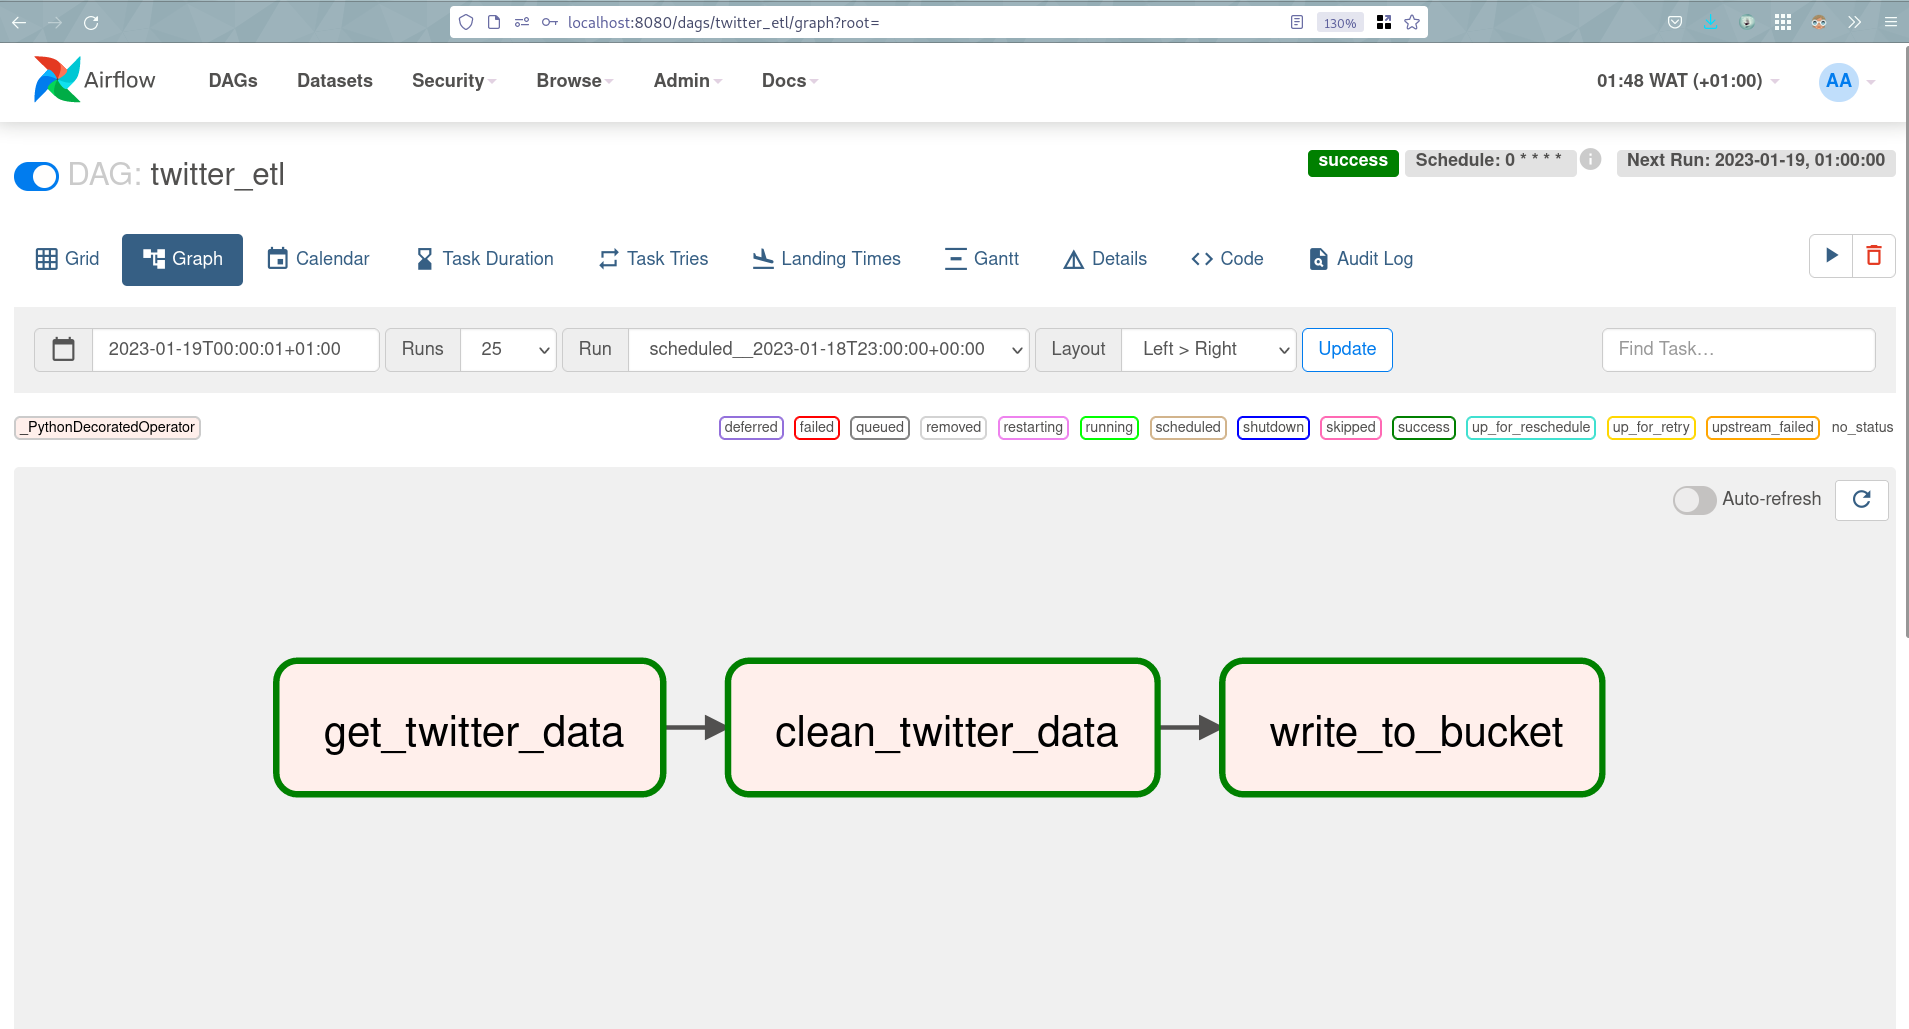 localhost:8080/dags/twitter_etl/graph?root= 130%
Airflow DAGs Datasets Security Browse Admin Docs 01:48 WAT (+01:00) AA
DAG: twitter_etl success Schedule: 0 * * * * i Next Run: 2023-01-19, 01:00:00
Grid Graph Calendar Task Duration Task Tries Landing Times Gantt Details Code Audit Log
2023-01-19T00:00:01+01:00 Runs 25 Run scheduled__2023-01-18T23:00:00+00:00 Layout Left > Right Update Find Task…
_PythonDecoratedOperator deferred failed queued removed restarting running scheduled shutdown skipped success up_for_reschedule up_for_retry upstream_failed no_status
Auto-refresh
get_twitter_data clean_twitter_data write_to_bucket